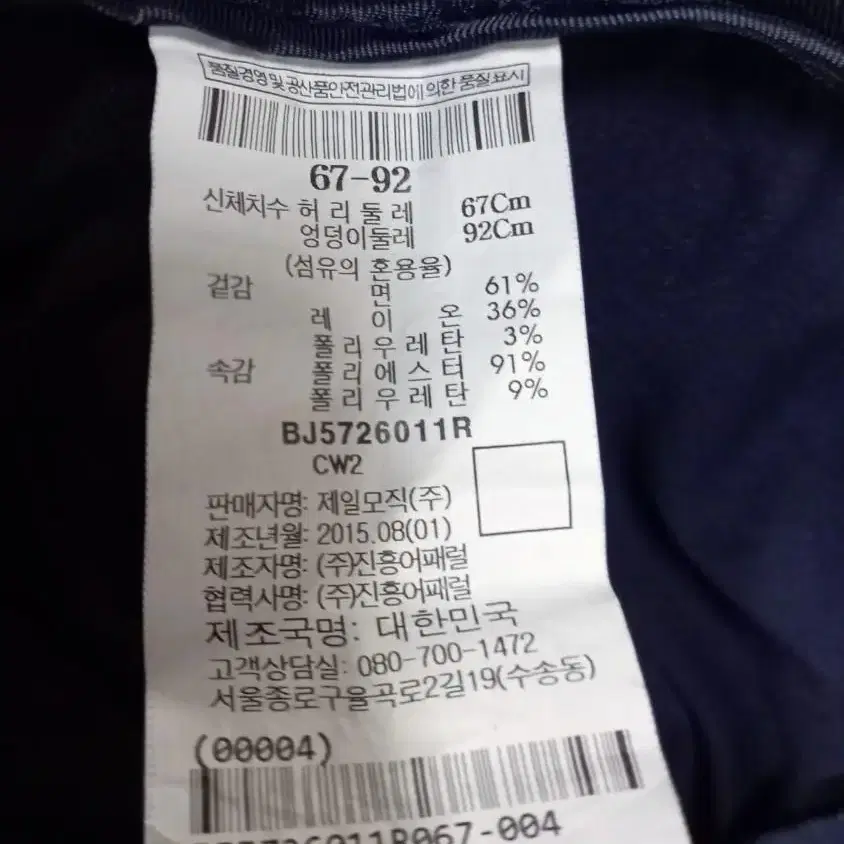 품질경영및 공산품안전관리법에 의한 품질표시
67-92
신체치수 허 리 둘 레 67Cm
엉덩이둘레 92Cm
(섬유의 혼용율)
겉감 면 61%
레 이 온 36%
폴 리 우 레 탄 3%
속감 폴 리 에 스 터 91%
폴 리 우 레 탄 9%
BJ5726011R
CW2
판매자명: 제일모직(주)
제조년월: 2015.08(01)
제조자명: (주)진흥어패럴
협력사명: (주)진흥어패럴
제조국명: 대한민국
고객상담실: 080-700-1472
서울종로구율곡로2길19(수송동)
(00004)
BJ5726011R067-004